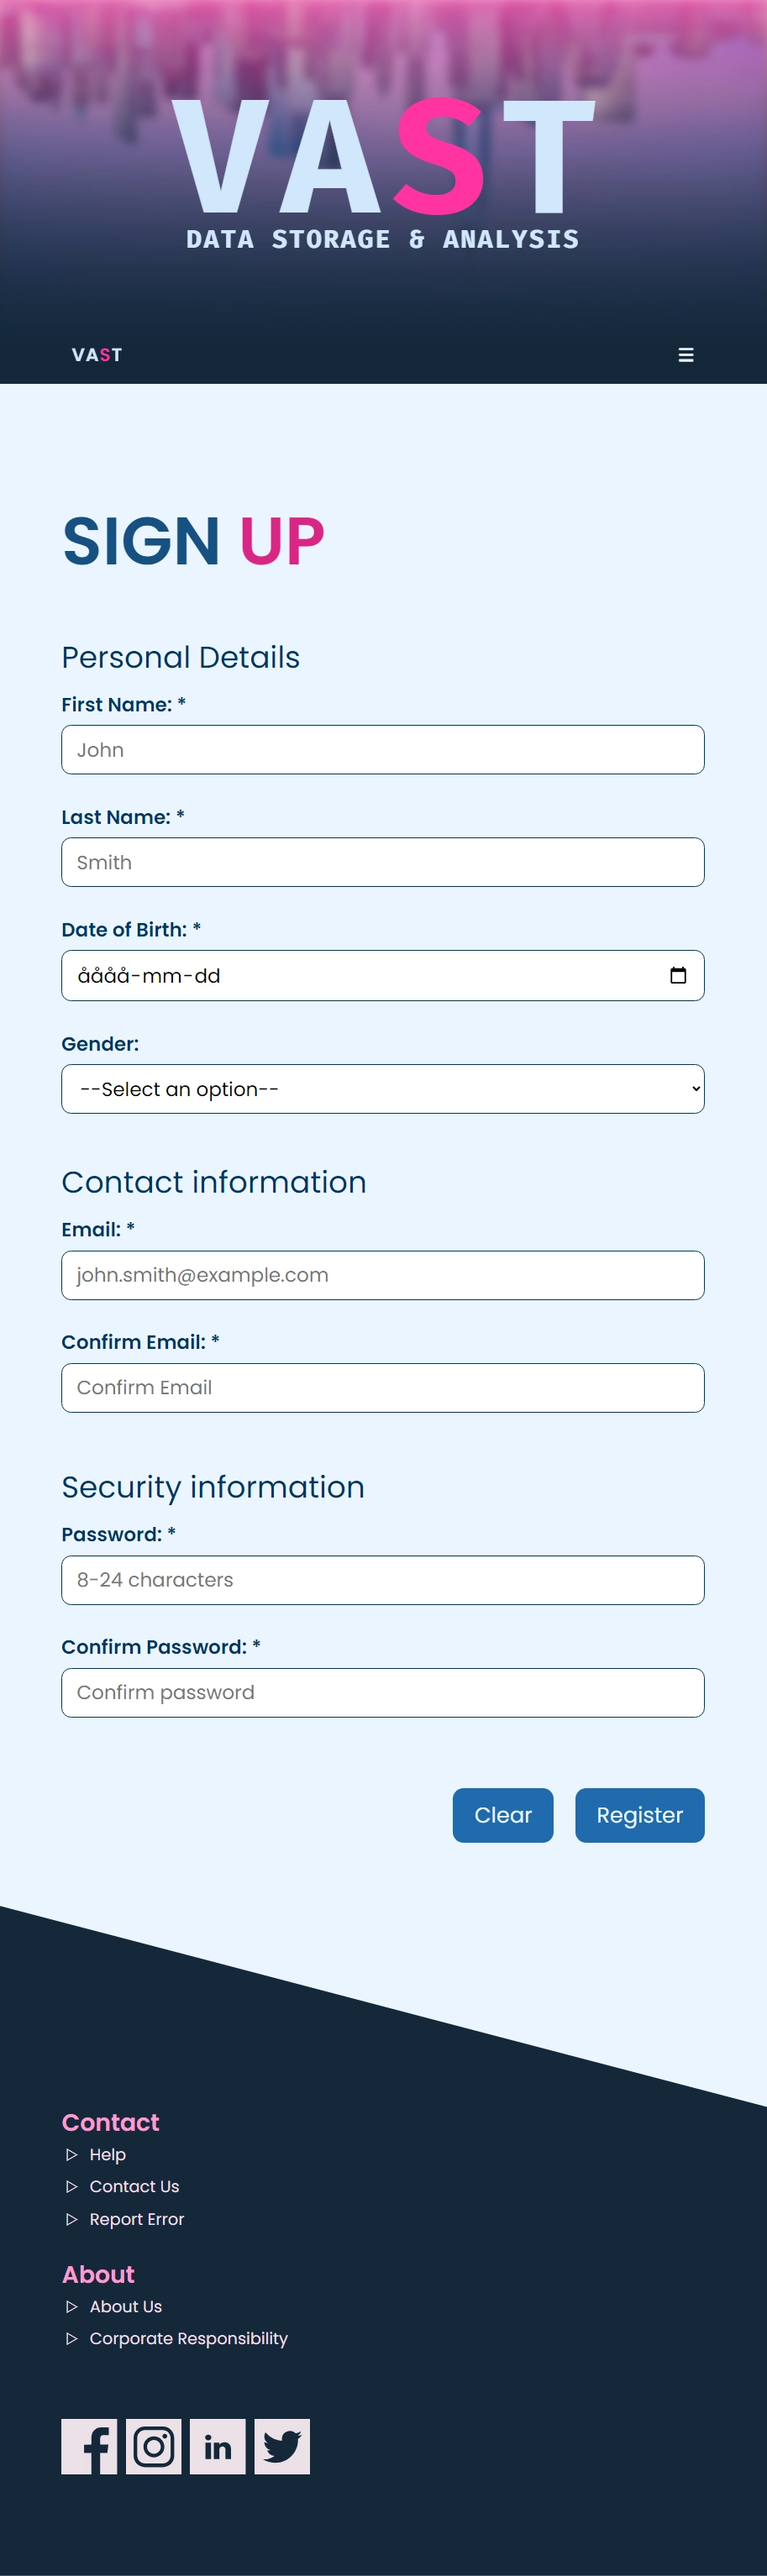 VAST
DATA STORAGE & ANALYSIS
VAST
SIGN UP
Personal Details
First Name: *
John
Last Name: *
Smith
Date of Birth: *
åååå-mm-dd
Gender:
--Select an option--
Contact information
Email: *
john.smith@example.com
Confirm Email: *
Confirm Email
Security information
Password: *
8-24 characters
Confirm Password: *
Confirm password
Clear Register
Contact
Help
Contact Us
Report Error
About
About Us
Corporate Responsibility